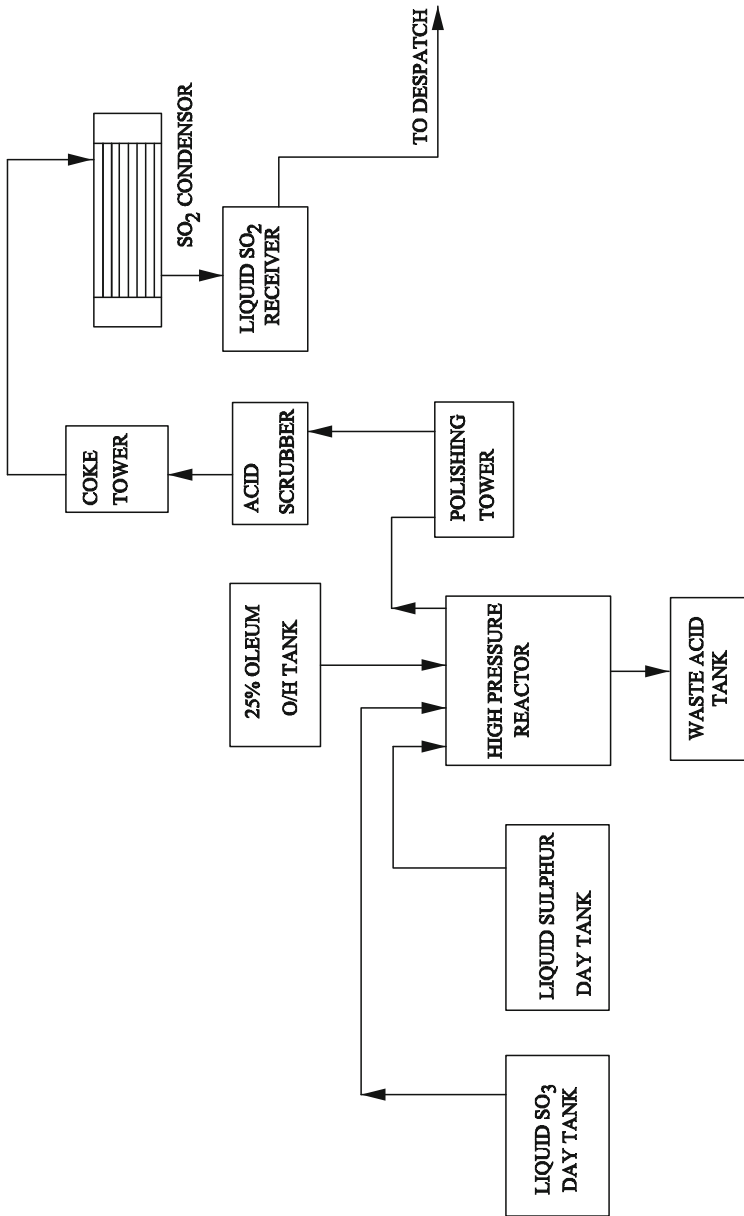 LIQUID SO3
DAY TANK
LIQUID SULPHUR
DAY TANK
25% OLEUM
O/H TANK
HIGH PRESSURE
REACTOR
WASTE ACID
TANK
POLISHING
TOWER
ACID
SCRUBBER
COKE
TOWER
SO2 CONDENSOR
LIQUID SO2
RECEIVER
TO DESPATCH